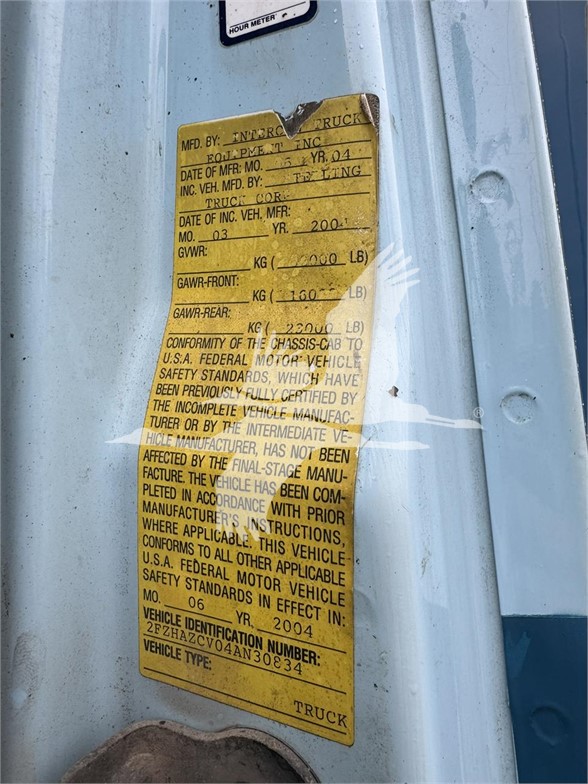 HOUR METER
MFD. BY: TRUCK
EQUIPMENT INC
DATE OF MFR: MO. YR. 04
INC. VEH. MFD. BY:
TRUCK CORP
DATE OF INC. VEH. MFR:
MO. 03 YR. 2004
GVWR:
KG ( LB)
GAWR-FRONT:
KG ( LB)
GAWR-REAR:
KG ( 23000 LB)
CONFORMITY OF THE CHASSIS-CAB TO
U.S.A. FEDERAL MOTOR VEHICLE
SAFETY STANDARDS, WHICH HAVE
BEEN PREVIOUSLY FULLY CERTIFIED BY
THE INCOMPLETE VEHICLE MANUFAC-
TURER OR BY THE INTERMEDIATE VE-
HICLE MANUFACTURER, HAS NOT BEEN
AFFECTED BY THE FINAL-STAGE MANU-
FACTURE. THE VEHICLE HAS BEEN COM-
PLETED IN ACCORDANCE WITH PRIOR
MANUFACTURER'S INSTRUCTIONS,
WHERE APPLICABLE. THIS VEHICLE
CONFORMS TO ALL OTHER APPLICABLE
U.S.A. FEDERAL MOTOR VEHICLE
SAFETY STANDARDS IN EFFECT IN:
MO. 06 YR. 2004
VEHICLE IDENTIFICATION NUMBER:
2FZHAZCV04AN30834
VEHICLE TYPE:
TRUCK